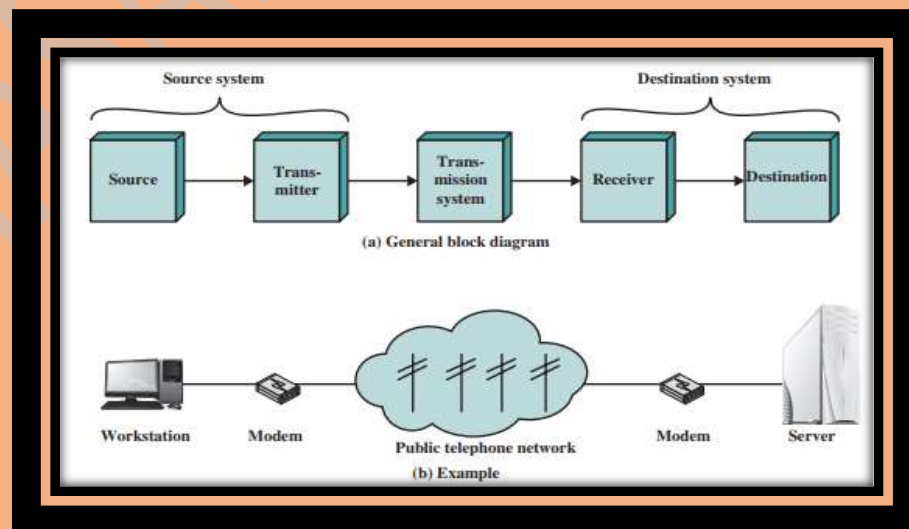 Source system
Destination system
Source
Trans-
mitter
Trans-
mission
system
Receiver
Destination
(a) General block diagram
Workstation
Modem
Public telephone network
Modem
Server
(b) Example